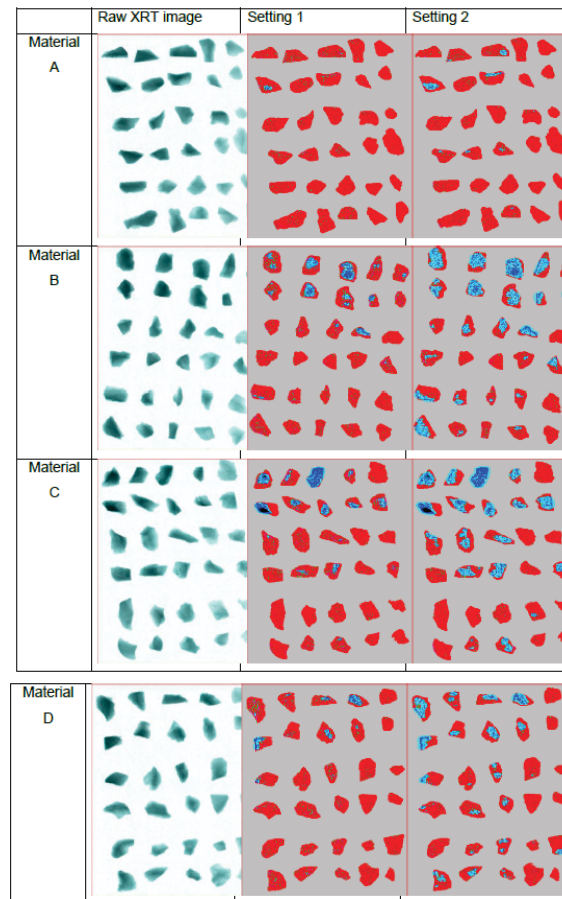 Raw XRT image Setting 1 Setting 2
Material
A
Material
B
Material
C
Material
D